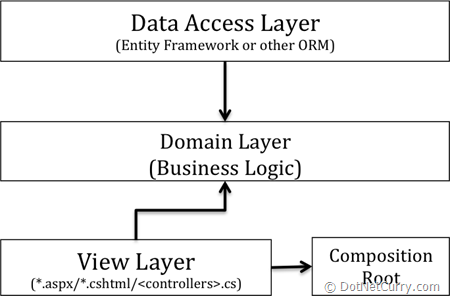 Data Access Layer
(Entity Framework or other ORM)
Domain Layer
(Business Logic)
View Layer
(*.aspx/*.cshtml/<controllers>.cs)
Composition
Root
© DotNetCurry.com